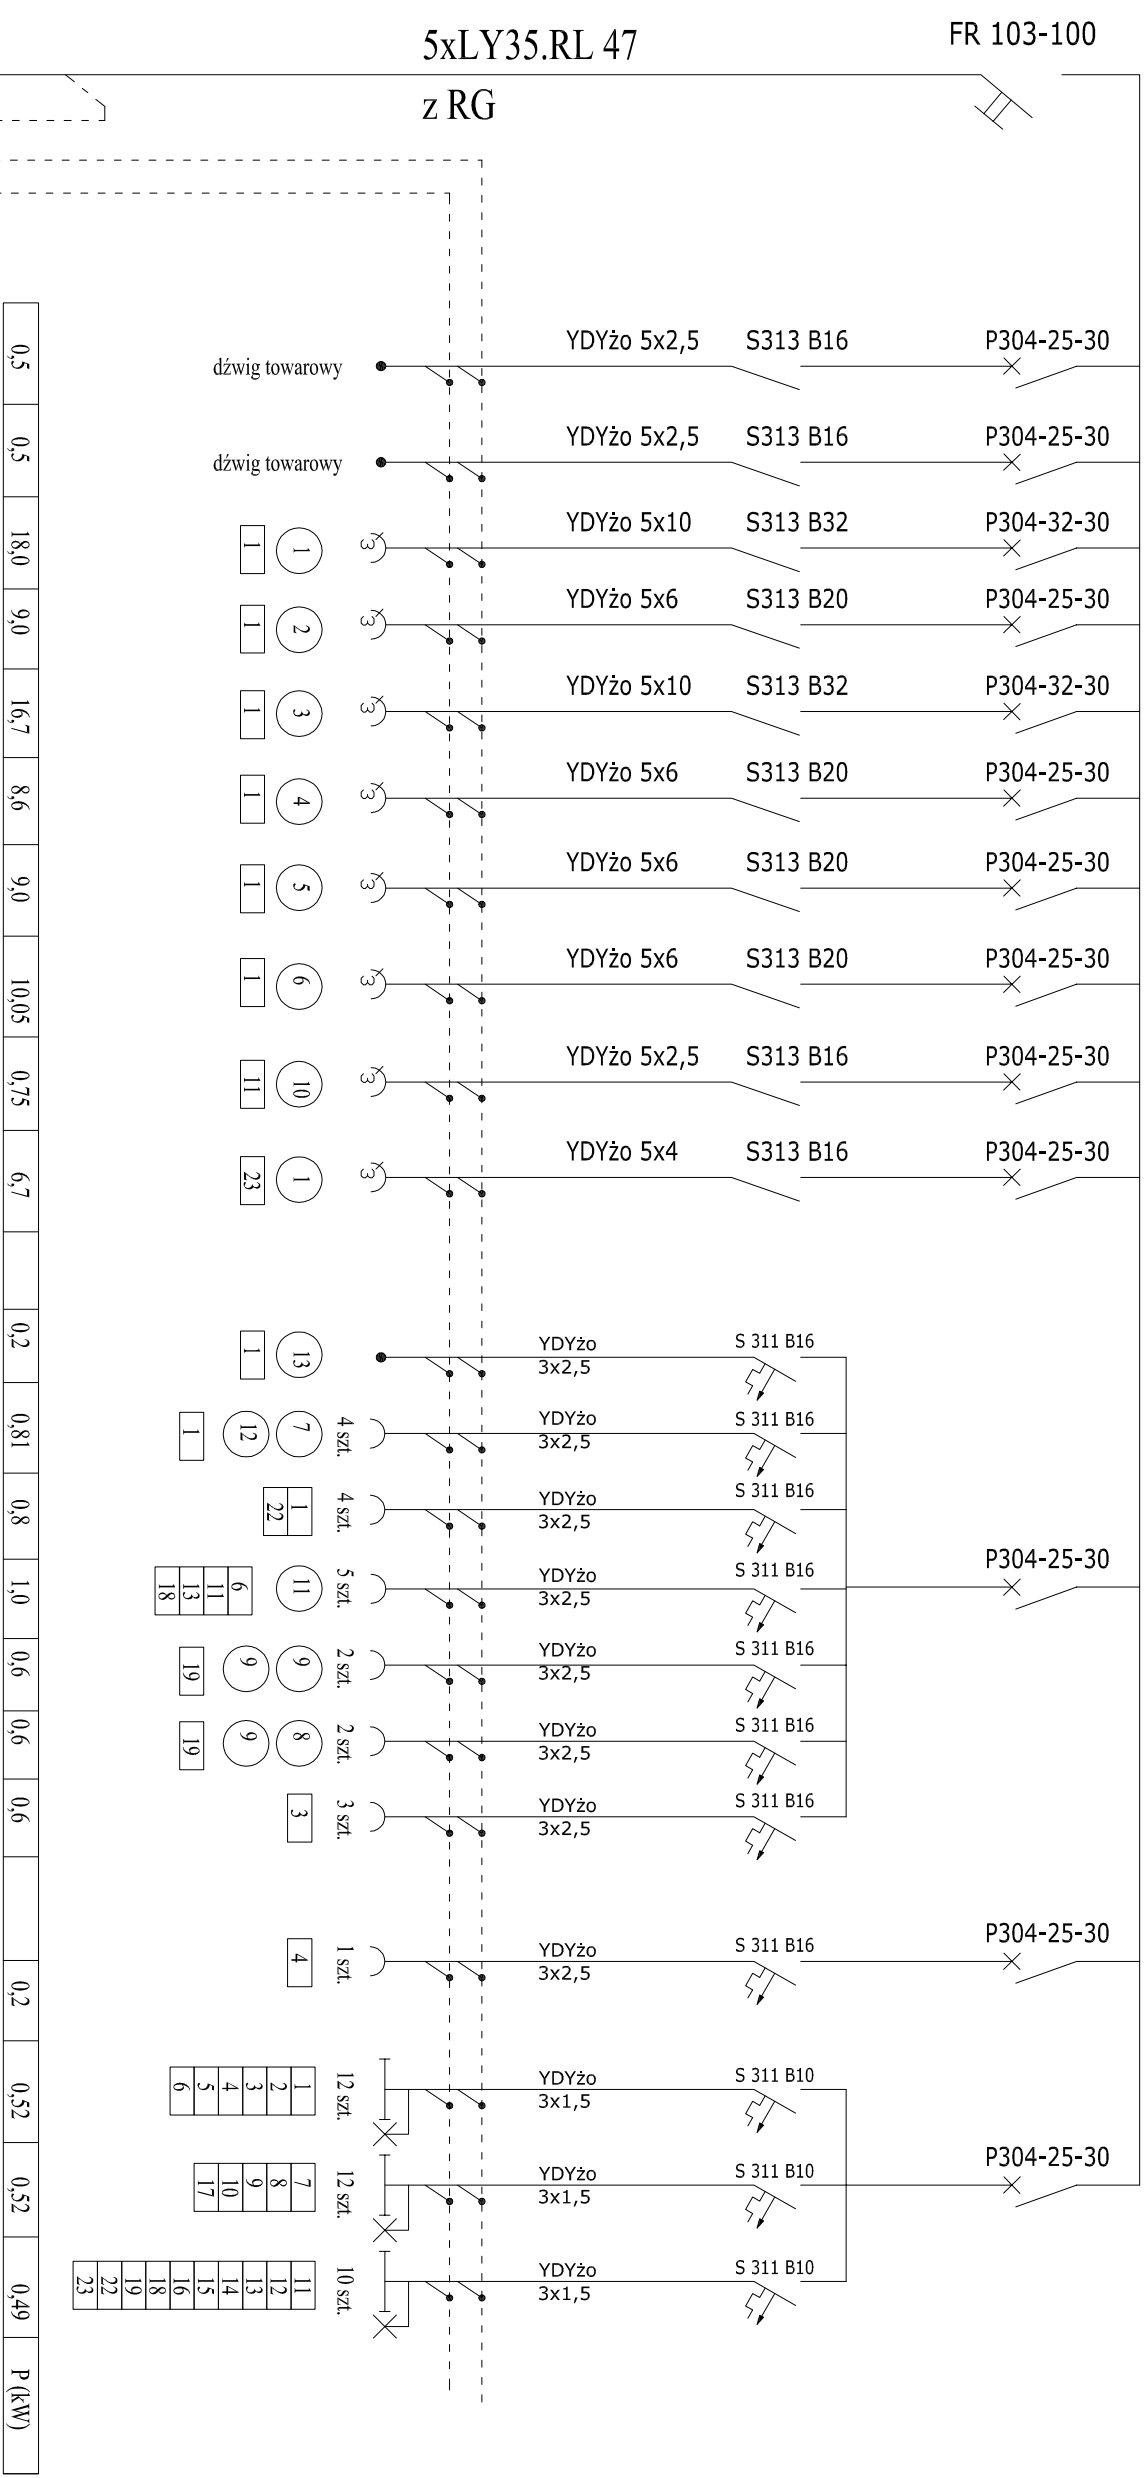 5xLY35.RL 47
FR 103-100
z RG
0,5
dźwig towarowy
YDYżo 5x2,5
S313 B16
P304-25-30
0,5
dźwig towarowy
YDYżo 5x2,5
S313 B16
P304-25-30
18,0
1
1
3
YDYżo 5x10
S313 B32
P304-32-30
9,0
1
2
3
YDYżo 5x6
S313 B20
P304-25-30
16,7
1
3
3
YDYżo 5x10
S313 B32
P304-32-30
8,6
1
4
3
YDYżo 5x6
S313 B20
P304-25-30
9,0
1
5
3
YDYżo 5x6
S313 B20
P304-25-30
10,05
1
6
3
YDYżo 5x6
S313 B20
P304-25-30
0,75
11
10
3
YDYżo 5x2,5
S313 B16
P304-25-30
6,7
23
1
3
YDYżo 5x4
S313 B16
P304-25-30
0,2
1
13
YDYżo
3x2,5
S 311 B16
0,81
1
12
7
4 szt.
YDYżo
3x2,5
S 311 B16
0,8
1
22
4 szt.
YDYżo
3x2,5
S 311 B16
1,0
6
11
13
18
11
5 szt.
YDYżo
3x2,5
S 311 B16
P304-25-30
0,6
19
9
9
2 szt.
YDYżo
3x2,5
S 311 B16
0,6
19
9
8
2 szt.
YDYżo
3x2,5
S 311 B16
0,6
3
3 szt.
YDYżo
3x2,5
S 311 B16
0,2
4
1 szt.
YDYżo
3x2,5
S 311 B16
P304-25-30
0,52
1
2
3
4
5
6
12 szt.
YDYżo
3x1,5
S 311 B10
0,52
7
8
9
10
17
12 szt.
YDYżo
3x1,5
S 311 B10
P304-25-30
0,49
11
12
13
14
15
16
18
19
22
23
10 szt.
YDYżo
3x1,5
S 311 B10
P (kW)